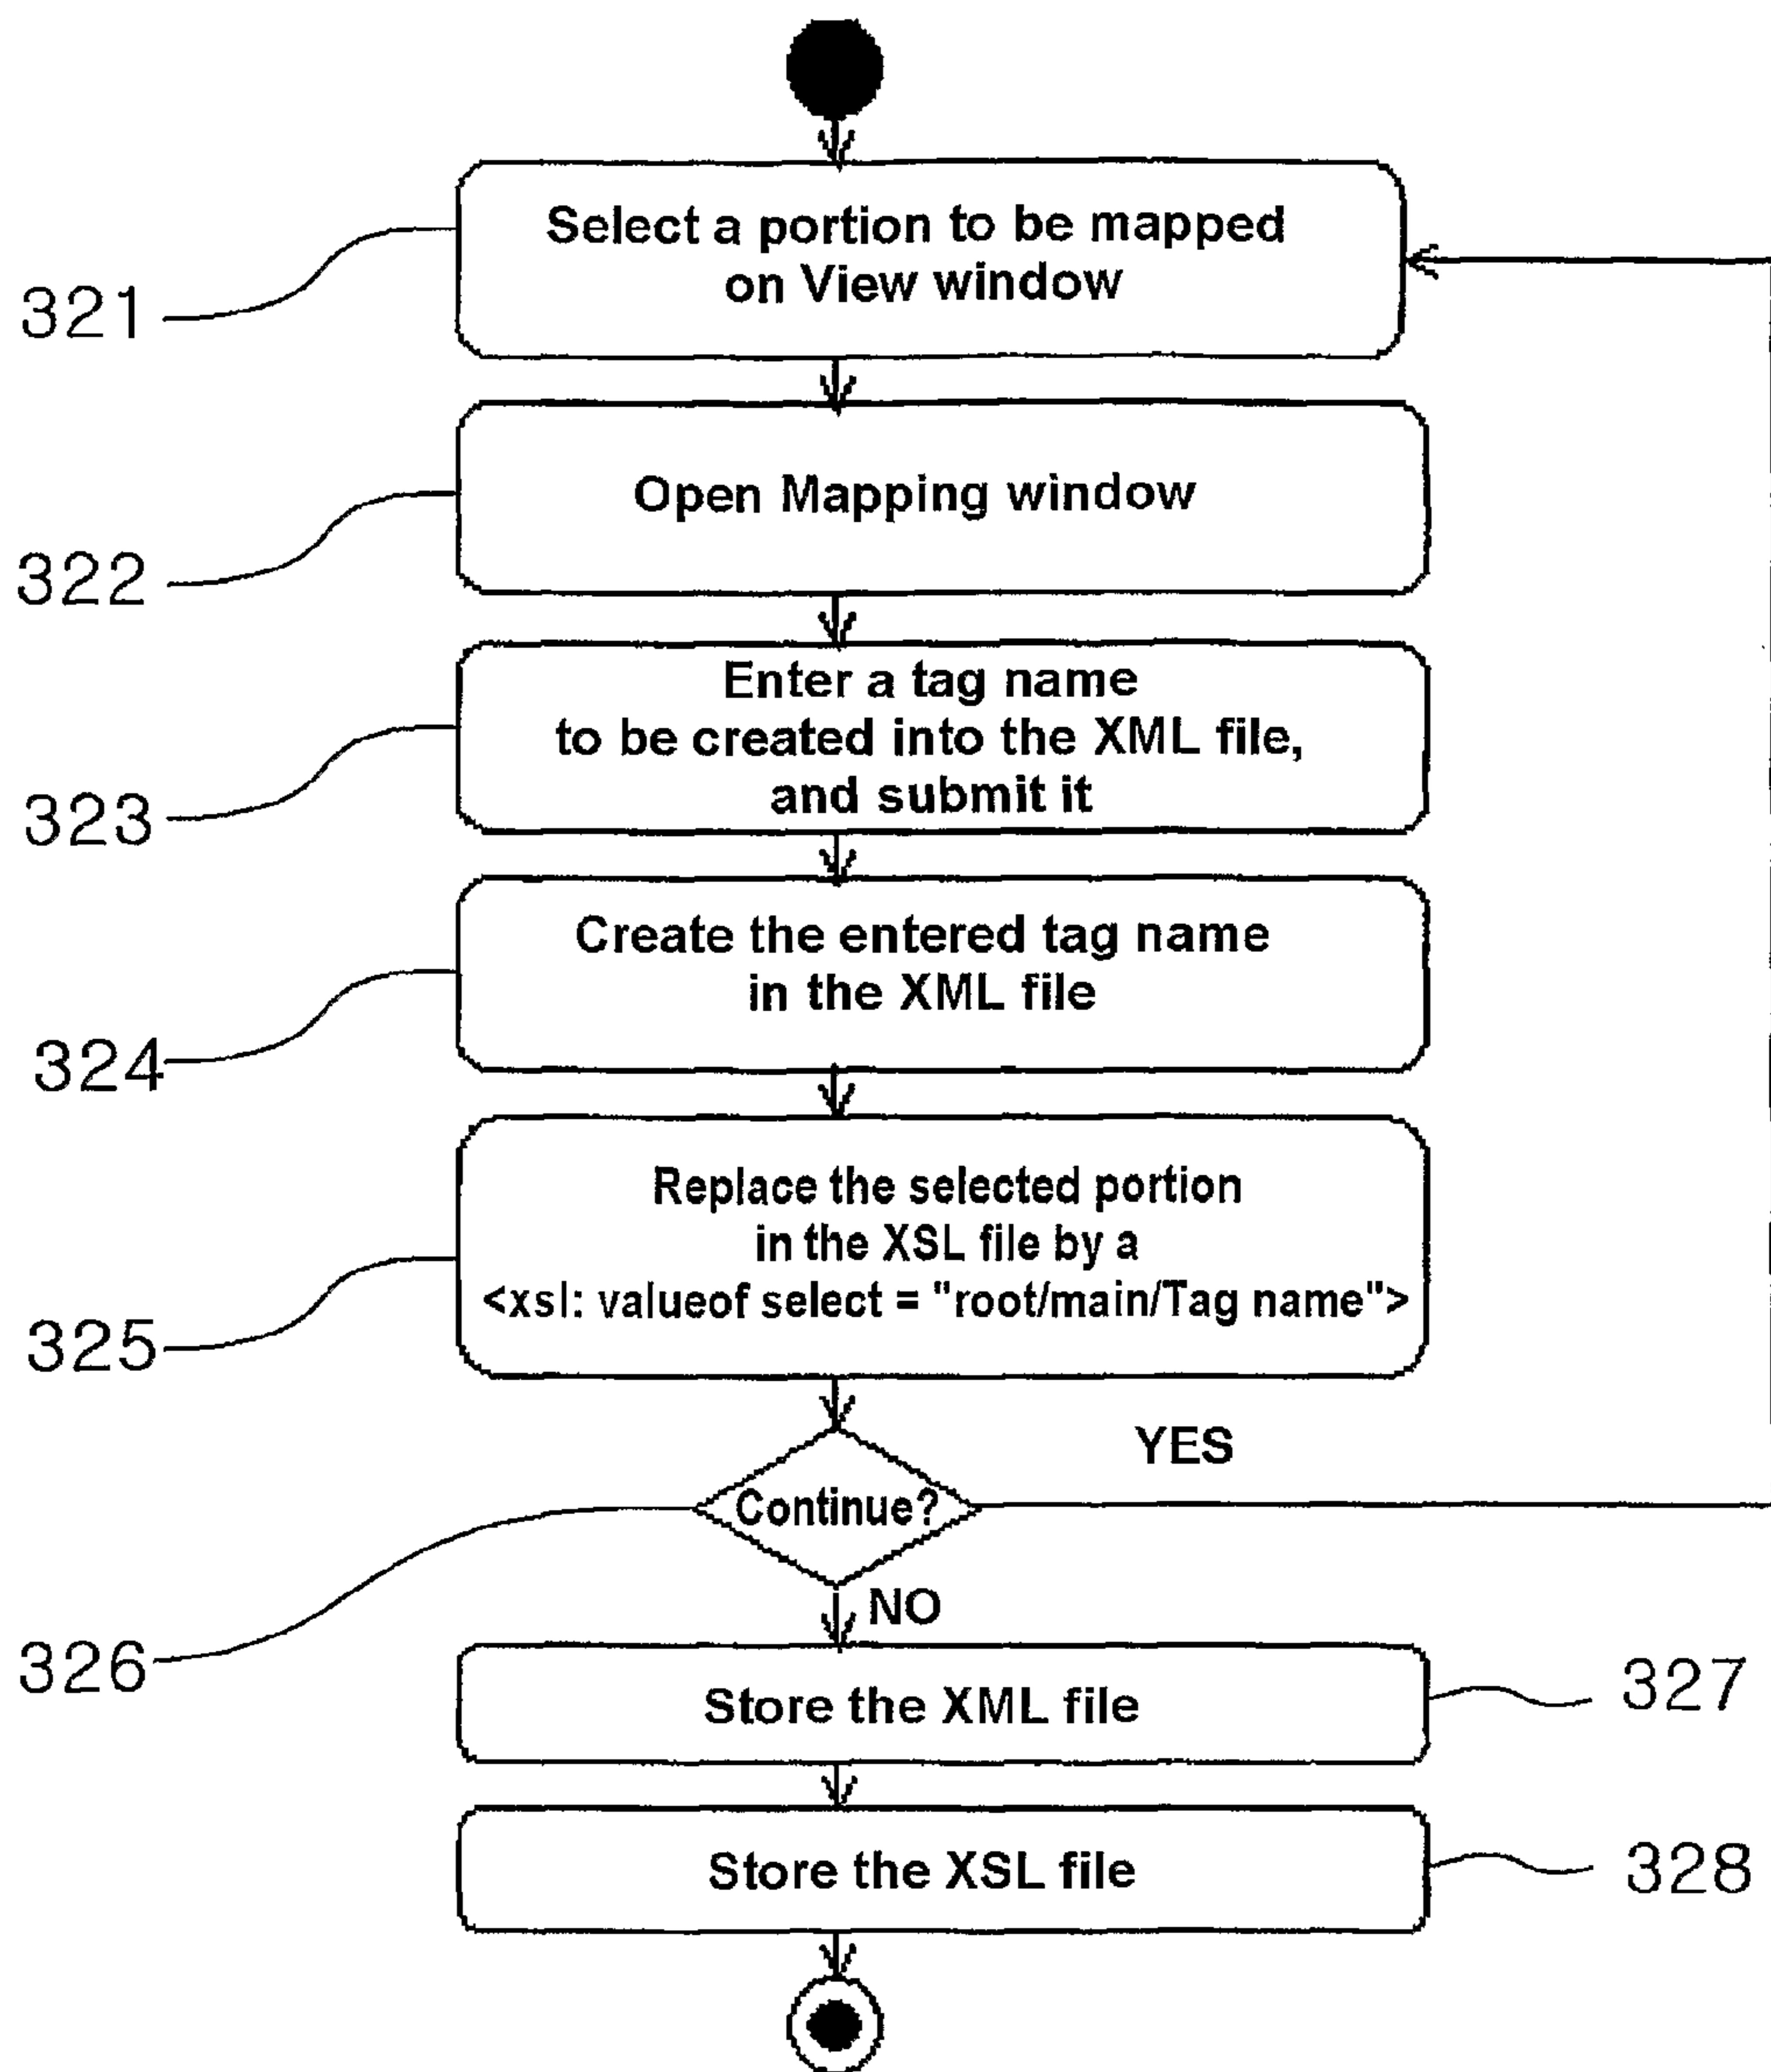 Select a portion to be mapped
on View window
321
Open Mapping window
322
Enter a tag name
to be created into the XML file,
and submit it
323
Create the entered tag name
in the XML file
324
Replace the selected portion
in the XSL file by a
<xsl: valueof select = "root/main/Tag name">
325
YES
Continue?
326
NO
Store the XML file
327
Store the XSL file
328